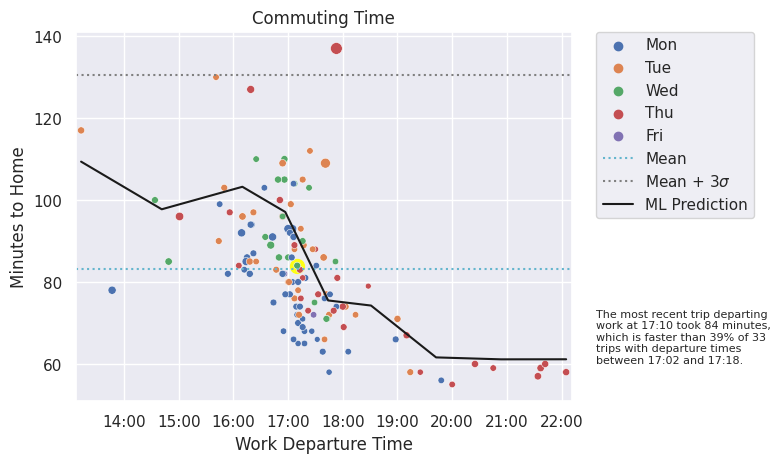 Commuting Time
140
120
100
80
60
Minutes to Home
14:00 15:00 16:00 17:00 18:00 19:00 20:00 21:00 22:00
Work Departure Time
Mon
Tue
Wed
Thu
Fri
Mean
Mean + 3σ
ML Prediction
The most recent trip departing
work at 17:10 took 84 minutes,
which is faster than 39% of 33
trips with departure times
between 17:02 and 17:18.